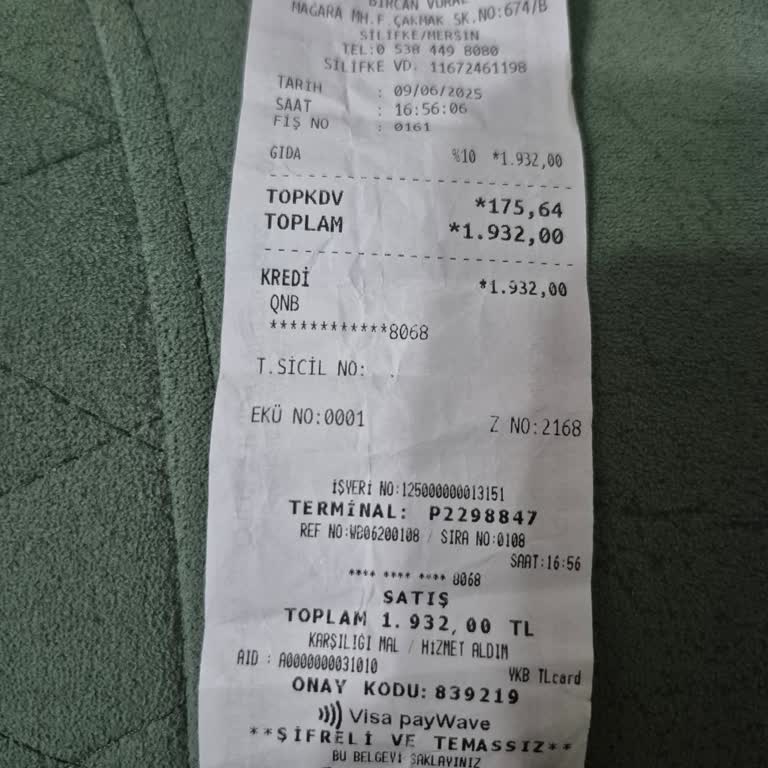 BİRCAN VURAL
MAĞARA MH.F.ÇAKMAK SK.NO:674/B
SİLİFKE/MERSİN
TEL:0 538 449 8080
SİLİFKE VD. 11672461198
TARİH : 09/06/2025
SAAT : 16:56:06
FİŞ NO : 0161
GIDA %10 *1.932,00
TOPKDV *175,64
TOPLAM *1.932,00
KREDİ *1.932,00
QNB
************8068
T.SİCİL NO: .
EKÜ NO:0001 Z NO:2168
İŞYERİ NO:125000000013151
TERMİNAL: P2298847
REF NO:WB06200108 / SIRA NO:0108
SAAT:16:56
**** **** **** 8068
SATIŞ
TOPLAM 1.932,00 TL
KARŞILIĞI MAL / HİZMET ALDIM
AID : A0000000031010 YKB TLcard
ONAY KODU: 839219
Visa payWave
**ŞİFRELİ VE TEMASSIZ**
BU BELGEYİ SAKLAYINIZ